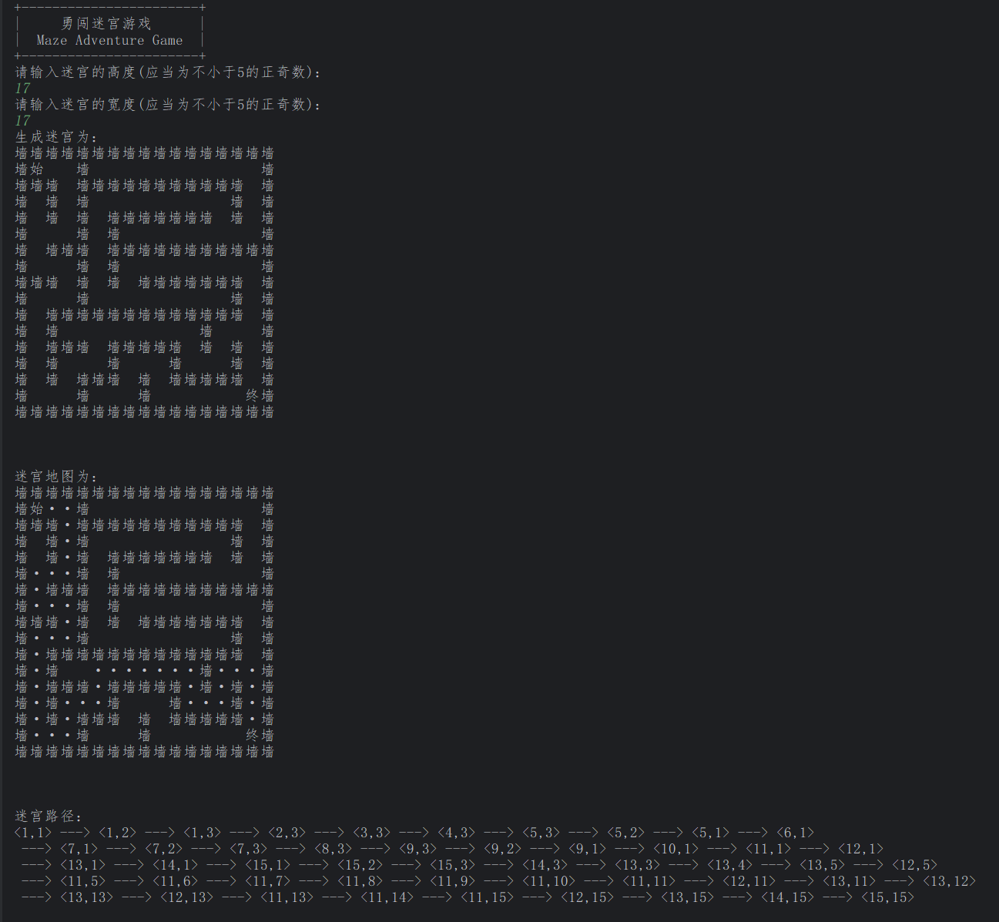 +-----------------------+
|     勇闯迷宫游戏      |
|  Maze Adventure Game  |
+-----------------------+
请输入迷宫的高度(应当为不小于5的正奇数):
17
请输入迷宫的宽度(应当为不小于5的正奇数):
17
生成迷宫为:
墙墙墙墙墙墙墙墙墙墙墙墙墙墙墙墙墙
墙始    墙                      墙
墙墙墙  墙墙墙墙墙墙墙墙墙墙墙  墙
墙  墙  墙                  墙  墙
墙  墙  墙  墙墙墙墙墙墙墙  墙  墙
墙      墙  墙                  墙
墙  墙墙墙  墙墙墙墙墙墙墙墙墙墙墙
墙      墙  墙                  墙
墙墙墙  墙  墙  墙墙墙墙墙墙墙  墙
墙      墙                  墙  墙
墙  墙墙墙墙墙墙墙墙墙墙墙墙墙  墙
墙  墙                  墙      墙
墙  墙墙墙  墙墙墙墙墙  墙  墙  墙
墙  墙      墙      墙      墙  墙
墙  墙  墙墙墙  墙  墙墙墙墙墙  墙
墙      墙      墙            终墙
墙墙墙墙墙墙墙墙墙墙墙墙墙墙墙墙墙
迷宫地图为:
墙墙墙墙墙墙墙墙墙墙墙墙墙墙墙墙墙
墙始··墙                      墙
墙墙墙·墙墙墙墙墙墙墙墙墙墙墙  墙
墙  墙·墙                  墙  墙
墙  墙·墙  墙墙墙墙墙墙墙  墙  墙
墙···墙  墙                  墙
墙·墙墙墙  墙墙墙墙墙墙墙墙墙墙墙
墙···墙  墙                  墙
墙墙墙·墙  墙  墙墙墙墙墙墙墙  墙
墙···墙                  墙  墙
墙·墙墙墙墙墙墙墙墙墙墙墙墙墙  墙
墙·墙    ·······墙···墙
墙·墙墙墙·墙墙墙墙墙·墙·墙·墙
墙·墙···墙      墙···墙·墙
墙·墙·墙墙墙  墙  墙墙墙墙墙·墙
墙···墙      墙            终墙
墙墙墙墙墙墙墙墙墙墙墙墙墙墙墙墙墙
迷宫路径:
<1,1> ---> <1,2> ---> <1,3> ---> <2,3> ---> <3,3> ---> <4,3> ---> <5,3> ---> <5,2> ---> <5,1> ---> <6,1>
 ---> <7,1> ---> <7,2> ---> <7,3> ---> <8,3> ---> <9,3> ---> <9,2> ---> <9,1> ---> <10,1> ---> <11,1> ---> <12,1>
 ---> <13,1> ---> <14,1> ---> <15,1> ---> <15,2> ---> <15,3> ---> <14,3> ---> <13,3> ---> <13,4> ---> <13,5> ---> <12,5>
 ---> <11,5> ---> <11,6> ---> <11,7> ---> <11,8> ---> <11,9> ---> <11,10> ---> <11,11> ---> <12,11> ---> <13,11> ---> <13,12>
 ---> <13,13> ---> <12,13> ---> <11,13> ---> <11,14> ---> <11,15> ---> <12,15> ---> <13,15> ---> <14,15> ---> <15,15>